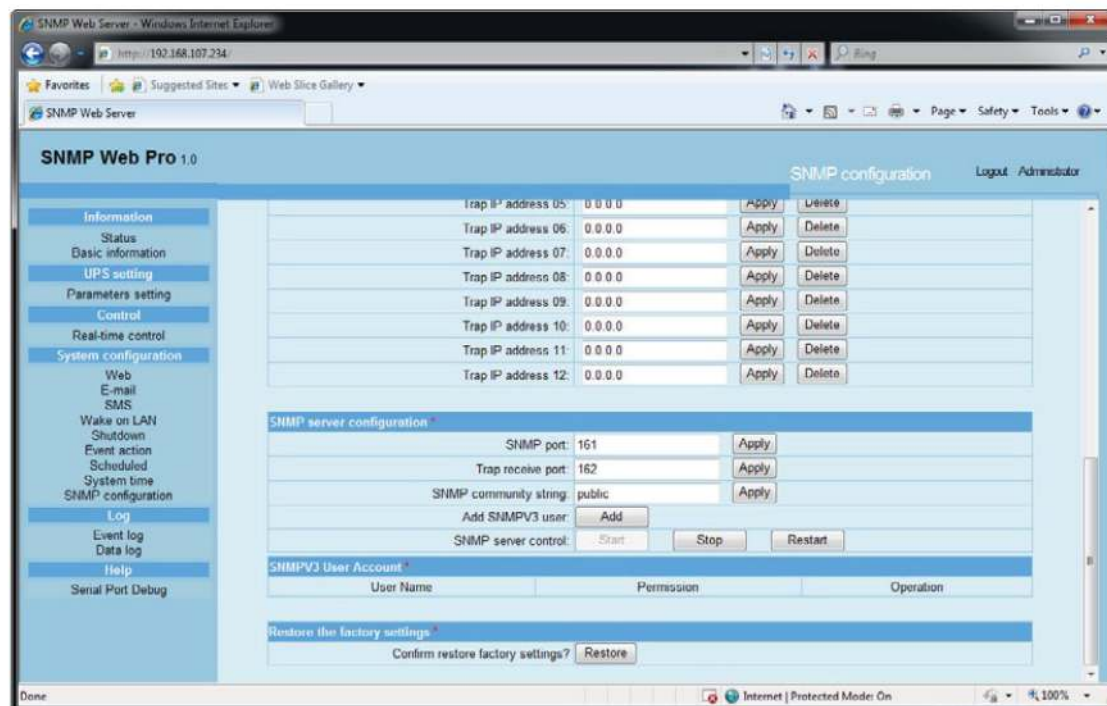 SNMP Web Server - Windows Internet Explorer
http://192.168.107.234/
Bing
Favorites Suggested Sites Web Slice Gallery
SNMP Web Server
Page Safety Tools
SNMP Web Pro 1.0
SNMP configuration Logout Administrator
Information
Status
Basic information
UPS setting
Parameters setting
Control
Real-time control
System configuration
Web
E-mail
SMS
Wake on LAN
Shutdown
Event action
Scheduled
System time
SNMP configuration
Log
Event log
Data log
Help
Serial Port Debug
Trap IP address 05: 0.0.0.0 Apply Delete
Trap IP address 06: 0.0.0.0 Apply Delete
Trap IP address 07: 0.0.0.0 Apply Delete
Trap IP address 08: 0.0.0.0 Apply Delete
Trap IP address 09: 0.0.0.0 Apply Delete
Trap IP address 10: 0.0.0.0 Apply Delete
Trap IP address 11: 0.0.0.0 Apply Delete
Trap IP address 12: 0.0.0.0 Apply Delete
SNMP server configuration *
SNMP port: 161 Apply
Trap receive port: 162 Apply
SNMP community string: public Apply
Add SNMPV3 user: Add
SNMP server control: Start Stop Restart
SNMPV3 User Account *
User Name Permission Operation
Restore the factory settings *
Confirm restore factory settings? Restore
Done Internet | Protected Mode: On 100%